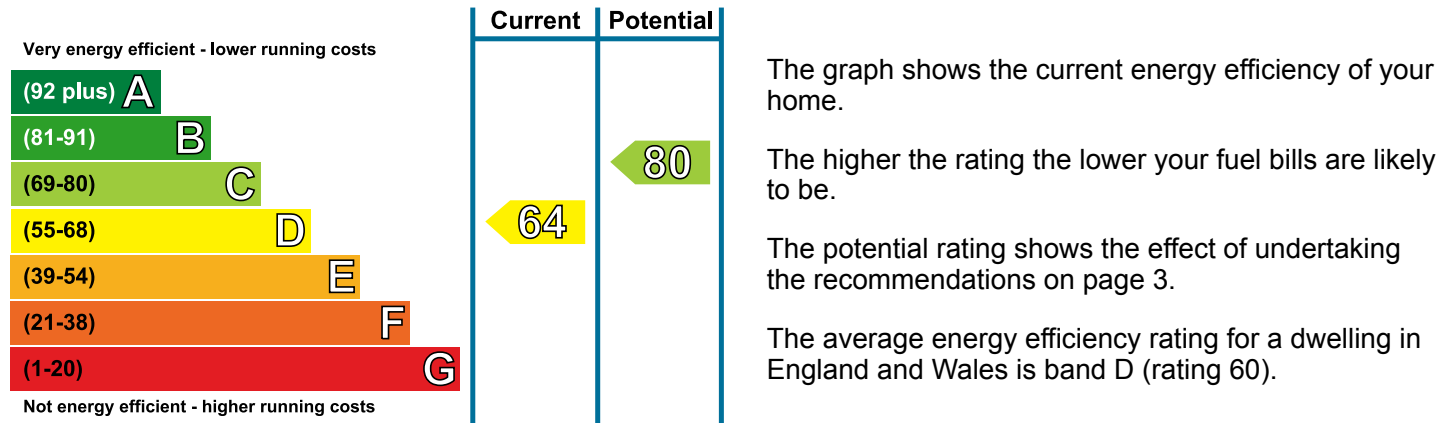 Current Potential
Very energy efficient - lower running costs
(92 plus) A
(81-91) B
(69-80) C
(55-68) D
(39-54) E
(21-38) F
(1-20) G
Not energy efficient - higher running costs
64
80
The graph shows the current energy efficiency of your
home.
The higher the rating the lower your fuel bills are likely
to be.
The potential rating shows the effect of undertaking
the recommendations on page 3.
The average energy efficiency rating for a dwelling in
England and Wales is band D (rating 60).